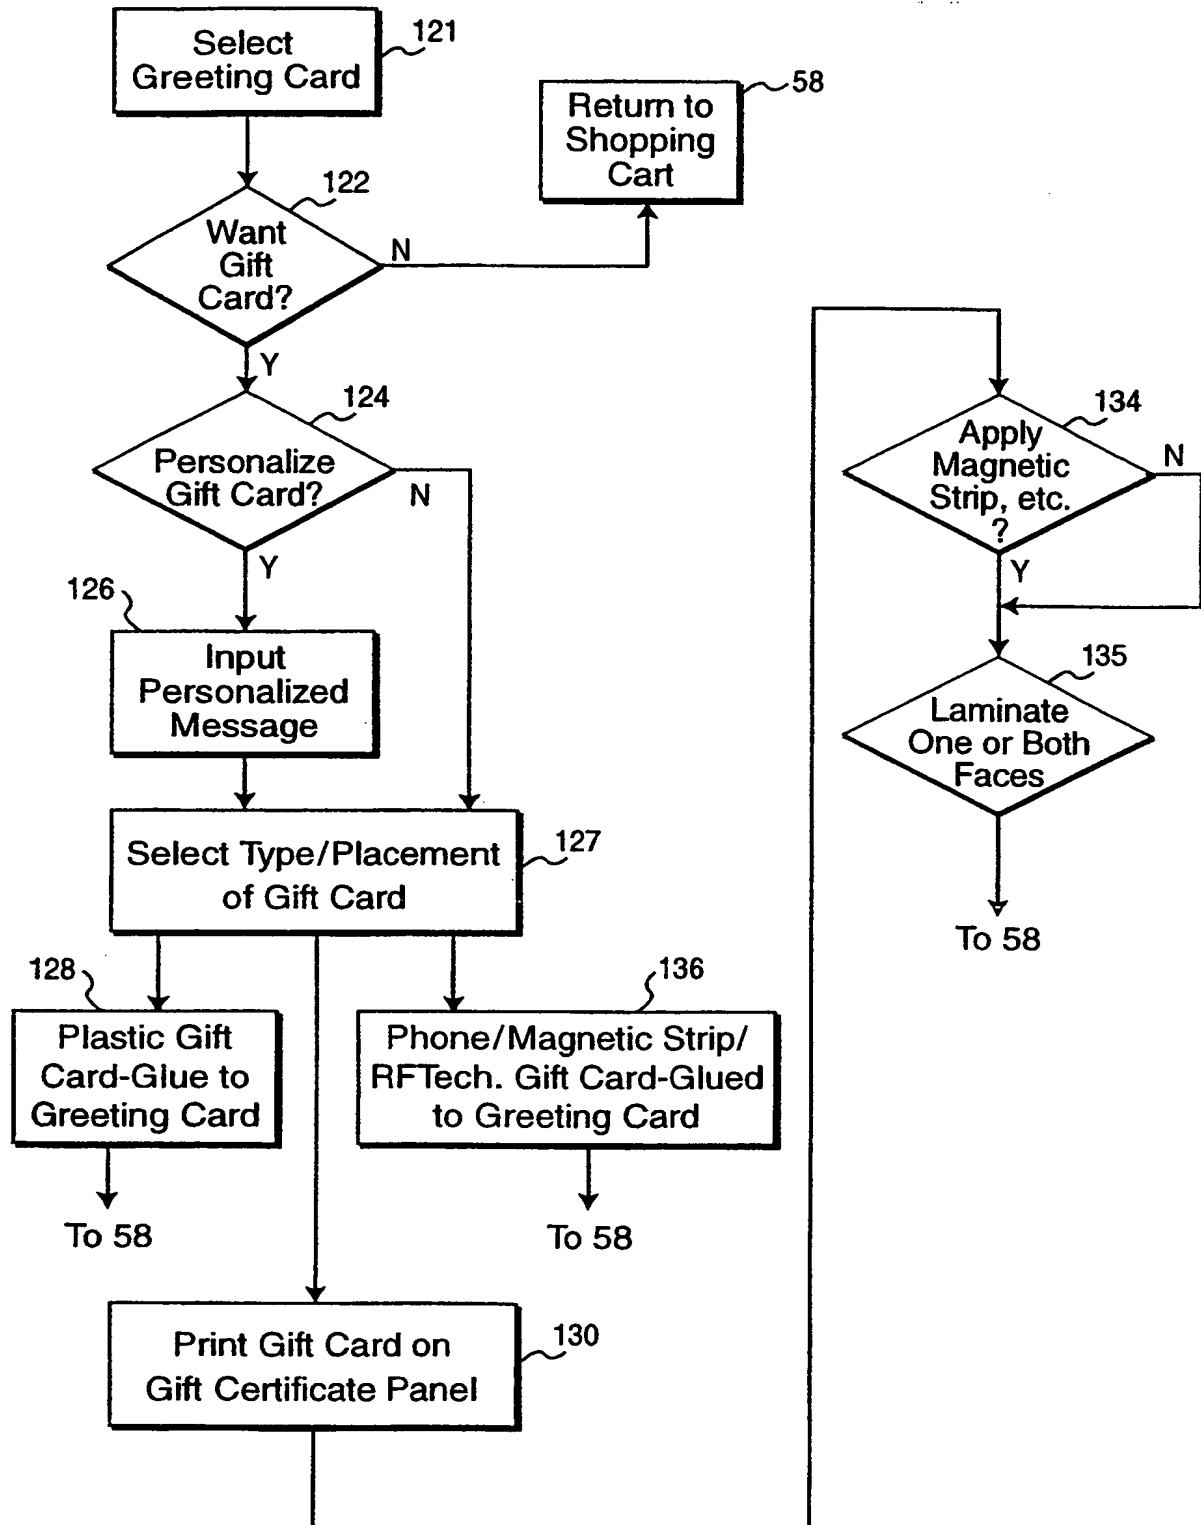 Select
Greeting Card
121
Return to
Shopping
Cart
58
122
Want
Gift
Card?
N
Y
124
Personalize
Gift Card?
N
Y
126
Input
Personalized
Message
Select Type/Placement
of Gift Card
127
128
Plastic Gift
Card-Glue to
Greeting Card
To 58
136
Phone/Magnetic Strip/
RFTech. Gift Card-Glued
to Greeting Card
To 58
Print Gift Card on
Gift Certificate Panel
130
134
Apply
Magnetic
Strip, etc.
?
N
Y
135
Laminate
One or Both
Faces
To 58